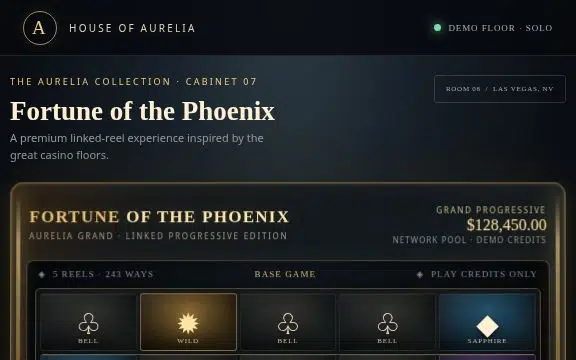 A HOUSE OF AURELIA
DEMO FLOOR · SOLO
THE AURELIA COLLECTION · CABINET 07
ROOM 08 / LAS VEGAS, NV
Fortune of the Phoenix
A premium linked-reel experience inspired by the
great casino floors.
FORTUNE OF THE PHOENIX
AURELIA GRAND · LINKED PROGRESSIVE EDITION
GRAND PROGRESSIVE
$128,450.00
NETWORK POOL · DEMO CREDITS
5 REELS · 243 WAYS
BASE GAME
PLAY CREDITS ONLY
BELL
WILD
BELL
BELL
SAPPHIRE